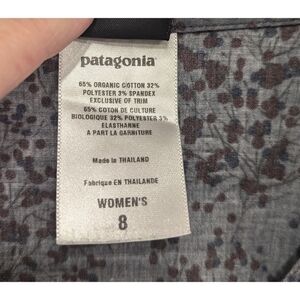 patagonia
65% ORGANIC COTTON 32%
POLYESTER 3% SPANDEX
EXCLUSIVE OF TRIM
65% COTON DE CULTURE
BIOLOGIQUE 32% POLYESTER 3%
ELASTHANNE
A PART LA GARNITURE
Made in THAILAND
Fabrique EN THAILANDE
WOMEN'S
8